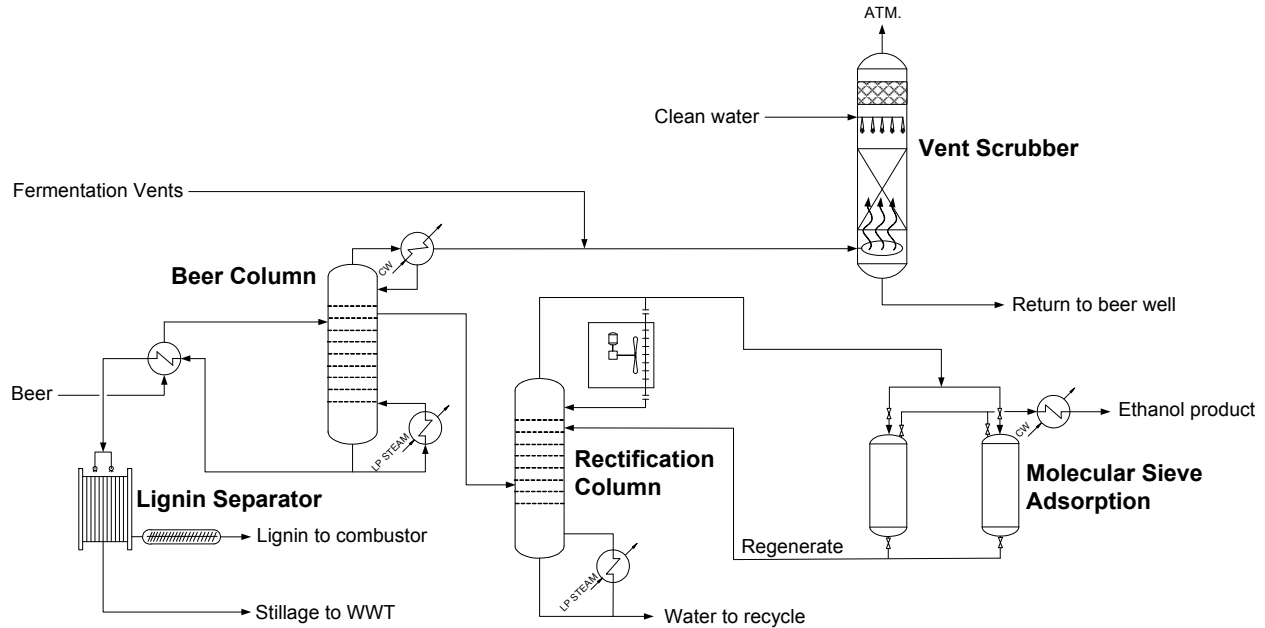 ATM.
Clean water
Vent Scrubber
Fermentation Vents
CW
Beer Column
Return to beer well
Beer
Ethanol product
CW
LP STEAM
Rectification
Column
Molecular Sieve
Adsorption
Lignin Separator
Lignin to combustor
Regenerate
LP STEAM
Stillage to WWT
Water to recycle